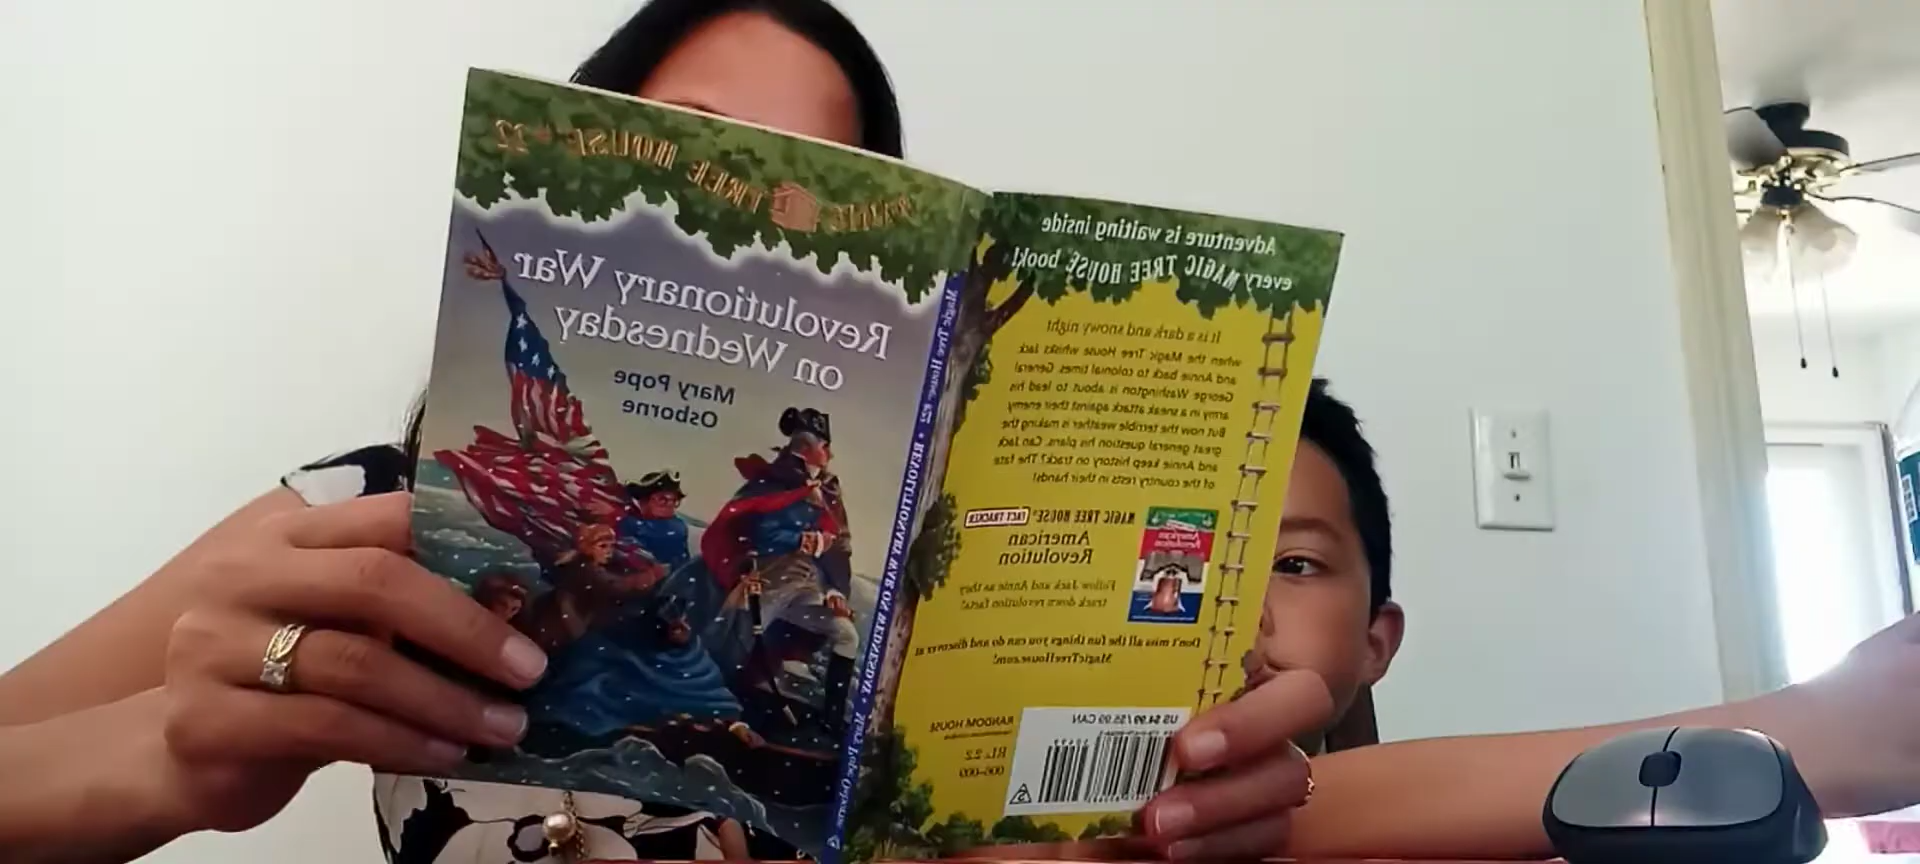 MAGIC TREE HOUSE #22
Revolutionary War
on Wednesday
Mary Pope
Osborne
Magic Tree House #22 • REVOLUTIONARY WAR ON WEDNESDAY • Mary Pope Osborne
Adventure is waiting inside
every MAGIC TREE HOUSE book!
It is a dark and snowy night
when the Magic Tree House whisks Jack
and Annie back to colonial times. General
George Washington is about to lead his
army in a sneak attack against their enemy.
But now the terrible weather is making the
great general question his plans. Can Jack
and Annie keep history on track? The fate
of the country rests in their hands!
MAGIC TREE HOUSE® FACT TRACKER
American
Revolution
American
Revolution
Follow Jack and Annie as they
track down revolution facts!
Don't miss all the fun things you can do and discover at
MagicTreeHouse.com!
RANDOM HOUSE
RL: 2.2
006-009
US $4.99 / $5.99 CAN